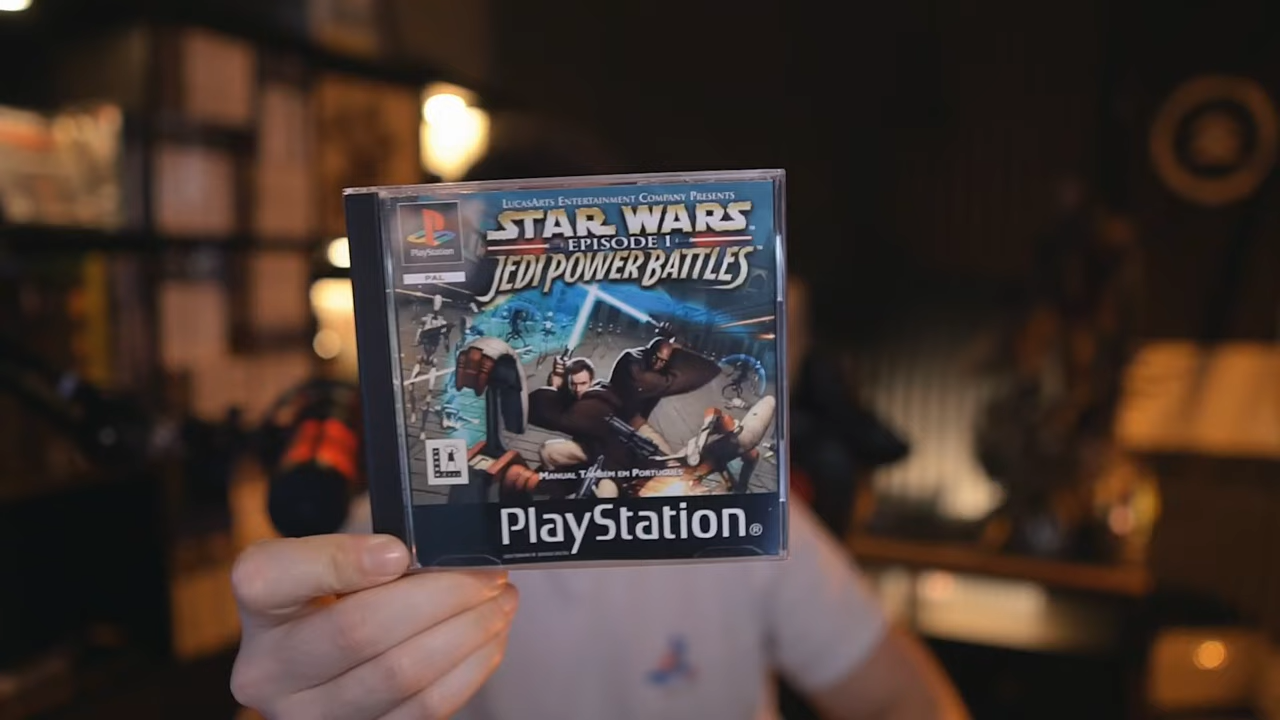 LUCASARTS ENTERTAINMENT COMPANY PRESENTS
STAR WARS
EPISODE I
JEDI POWER BATTLES
PlayStation
PAL
MANUAL TAMBÉM EM PORTUGUÊS
PlayStation®